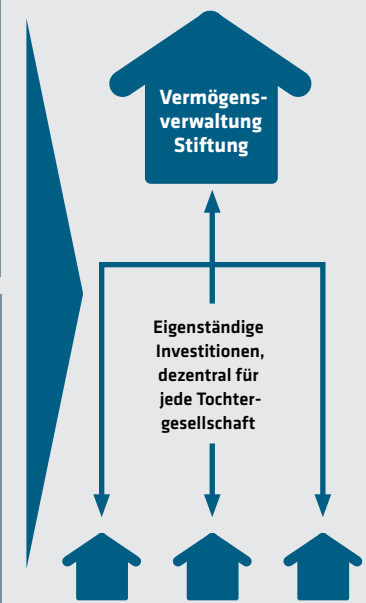 Vermögens-
verwaltung
Stiftung
Eigenständige
Investitionen,
dezentral für
jede Tochter-
gesellschaft